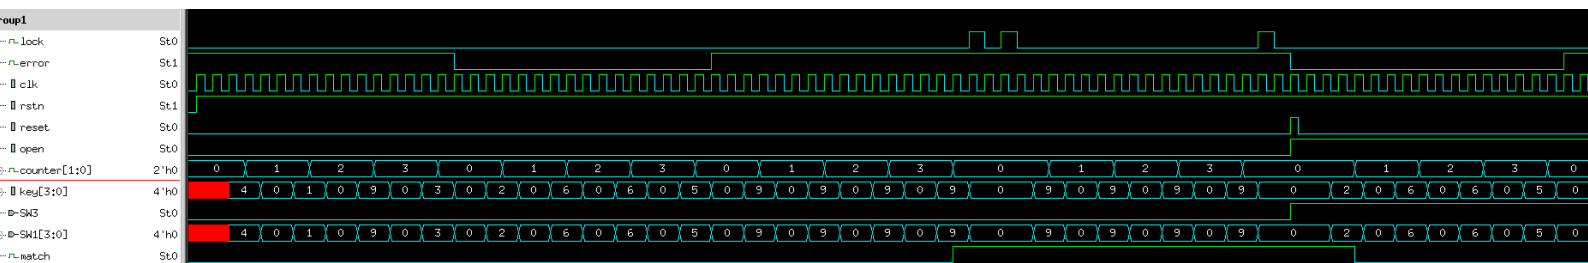 roup1
lock St0
error St1
clk St0
rstn St1
reset St0
open St0
counter[1:0] 2'h0 0 1 2 3 0 1 2 3 0 1 2 3 0 1 2 3 0 1 2 3 0
key[3:0] 4'h0 4 0 1 0 9 0 3 0 2 0 6 0 6 0 5 0 9 0 9 0 9 0 9 0 9 0 9 0 9 0 9 0 2 0 6 0 6 0 5 0
SW3 St0
SW1[3:0] 4'h0 4 0 1 0 9 0 3 0 2 0 6 0 6 0 5 0 9 0 9 0 9 0 9 0 9 0 9 0 9 0 9 0 2 0 6 0 6 0 5 0
match St0